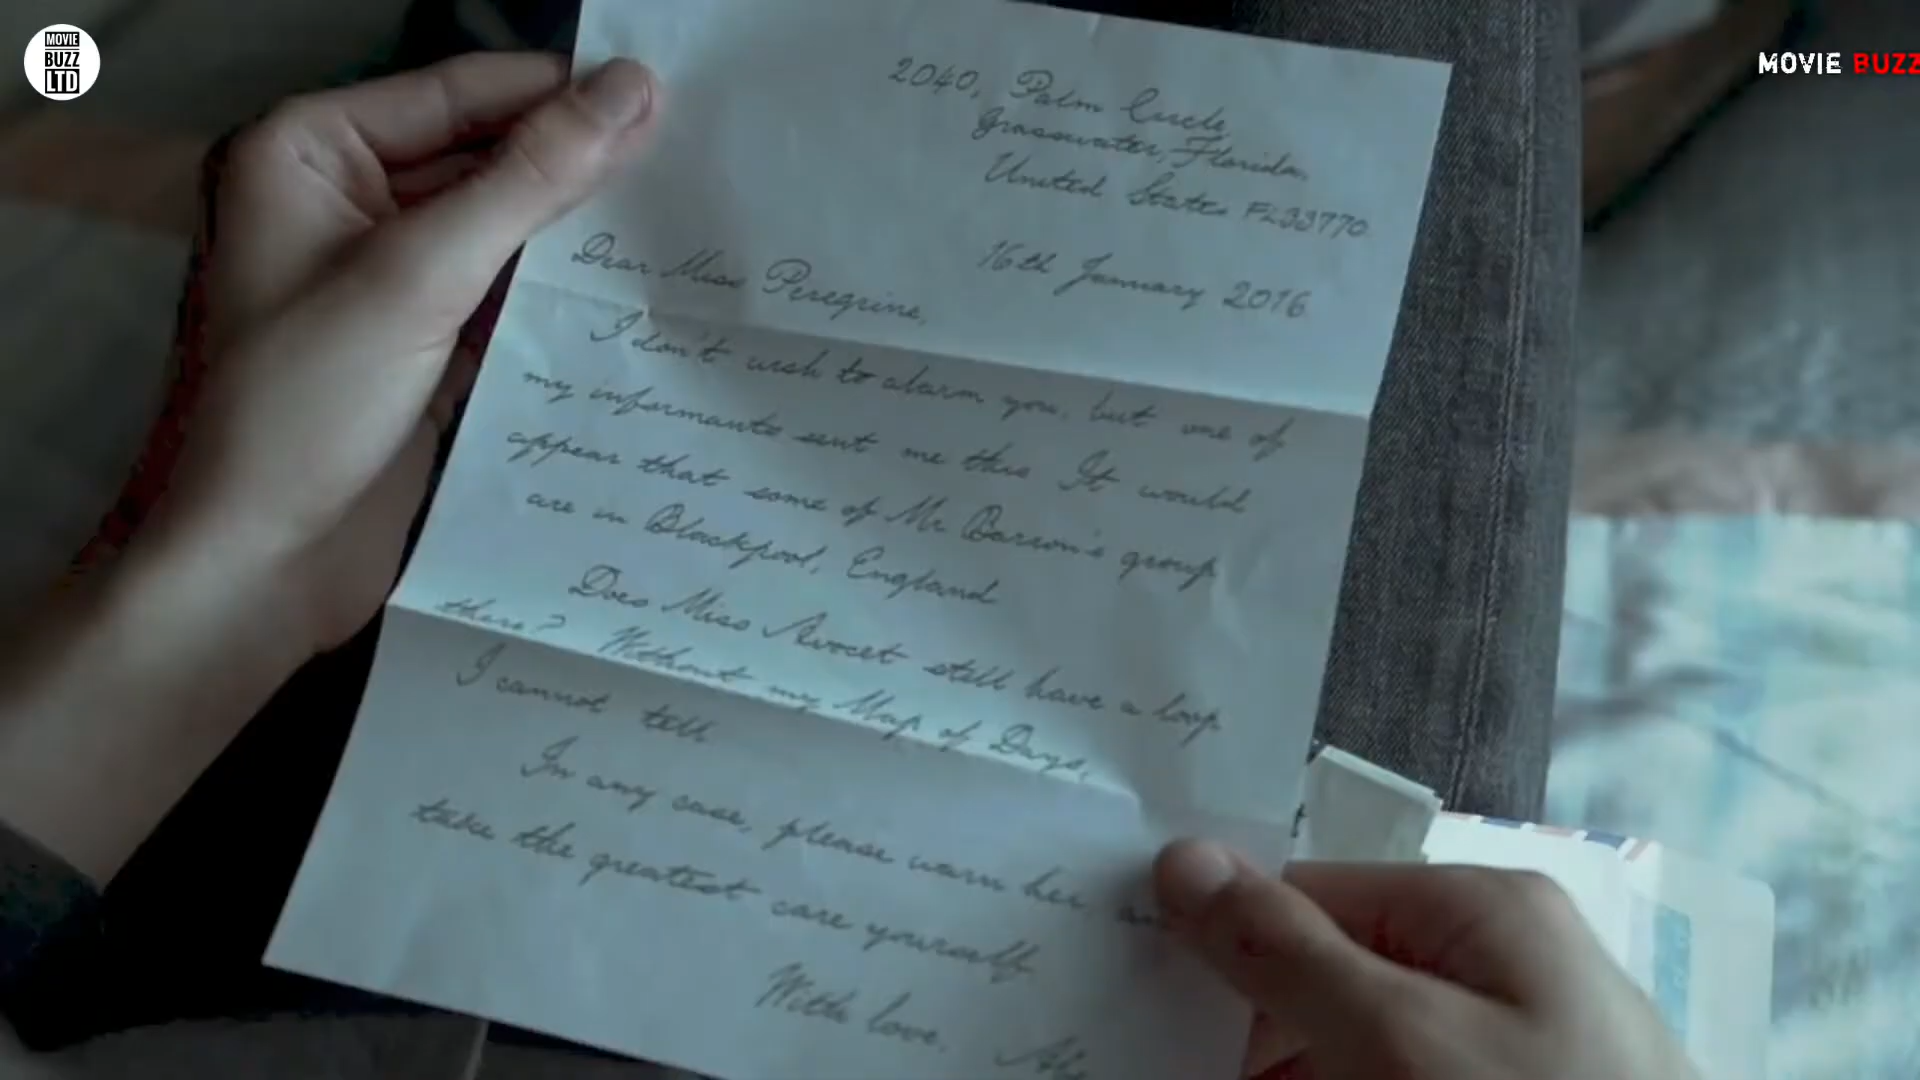 MOVIE
BUZZ
LTD
MOVIE BUZZ
2040, Palm Circle,
Grasswater, Florida,
United States FL33770
16th January 2016
Dear Miss Peregrine,
I don't wish to alarm you, but one of
my informants sent me this It would
appear that some of Mr Barron's group
are in Blackpool, England
Does Miss Avocet still have a loop
there? Without my Map of Days,
I cannot tell
In any case, please warn her
take the greatest care yourself
With love,